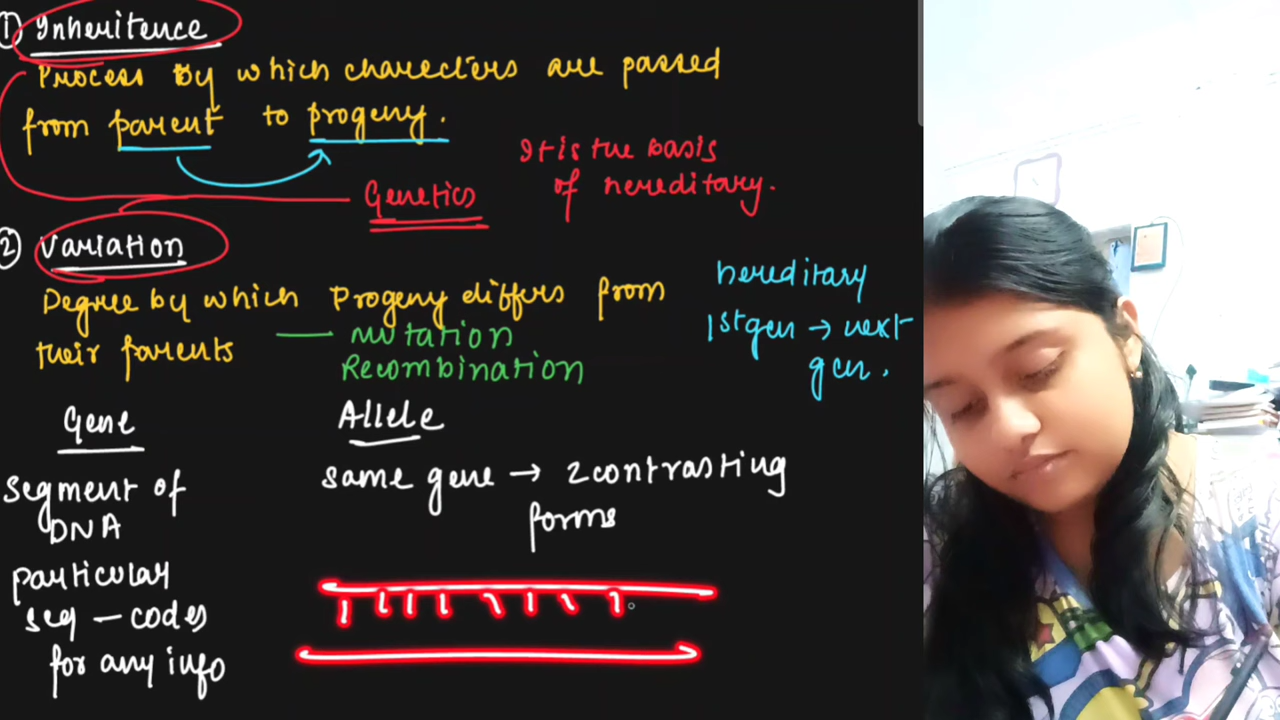 ① Inheritence
Process by which charecters are passed
from parent to progeny.
It is the basis
of hereditary.
Genetics
② Variation
Degree by which Progeny differs from
their parents — mutation
Recombination
hereditary
1st gen → next
gen.
Gene
Segment of
DNA
particular
seq – codes
for any info
Allele
same gene → 2 contrasting
forms